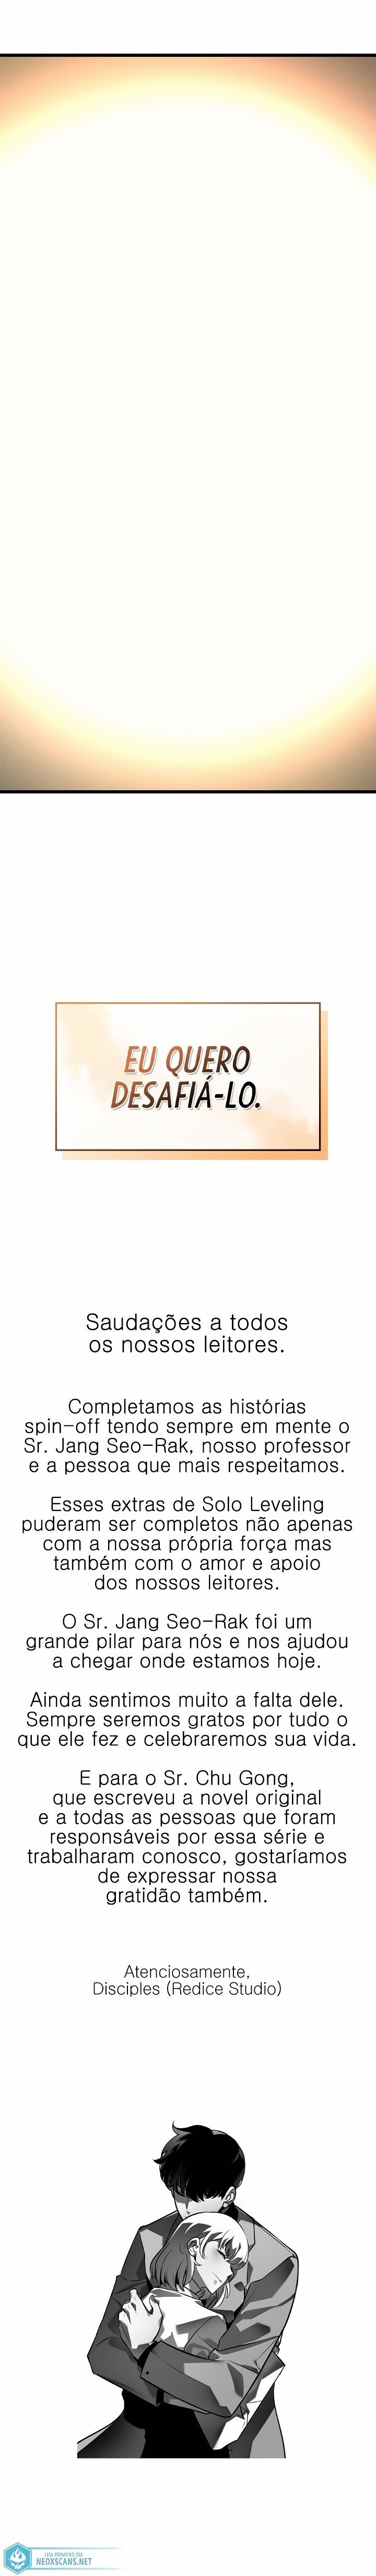 EU QUERO
DESAFIÁ-LO.
Saudações a todos
os nossos leitores.
Completamos as histórias
spin-off tendo sempre em mente o
Sr. Jang Seo-Rak, nosso professor
e a pessoa que mais respeitamos.
Esses extras de Solo Leveling
puderam ser completos não apenas
com a nossa própria força mas
também com o amor e apoio
dos nossos leitores.
O Sr. Jang Seo-Rak foi um
grande pilar para nós e nos ajudou
a chegar onde estamos hoje.
Ainda sentimos muito a falta dele.
Sempre seremos gratos por tudo o
que ele fez e celebraremos sua vida.
E para o Sr. Chu Gong,
que escreveu a novel original
e a todas as pessoas que foram
responsáveis por essa série e
trabalharam conosco, gostaríamos
de expressar nossa
gratidão também.
Atenciosamente,
Disciples (Redice Studio)
LEIA PRIMEIRO EM
NEOXSCANS.NET